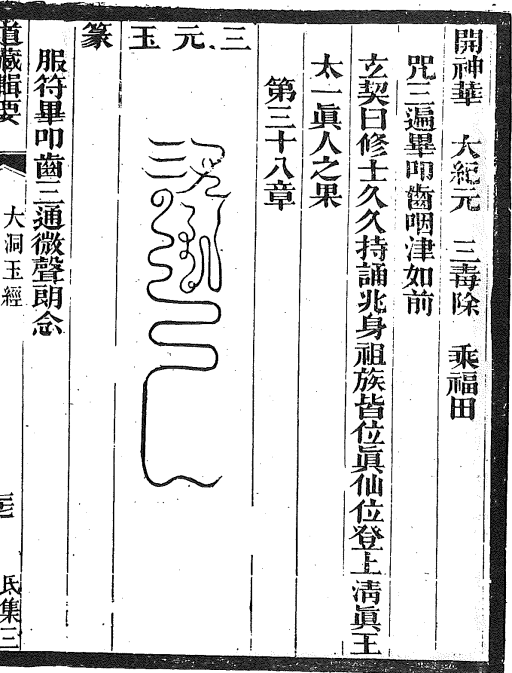 開神華　大紀元　三毒除　乘福田
咒三遍畢叩齒咽津如前
玄契曰修士久久持誦兆身祖族皆位眞仙位登上淸眞王
太一眞人之果
第三十八章
三元玉
篆
服符畢叩齒三通微聲朗念
道藏輯要
大洞玉經
氐集三